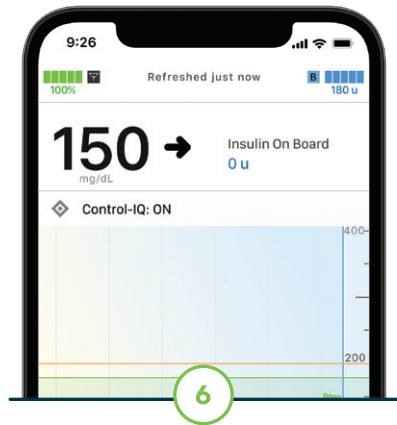 9:26
Refreshed just now
B
100%
180 u
150
mg/dL
Insulin On Board
0 u
Control-IQ: ON
400
200
6